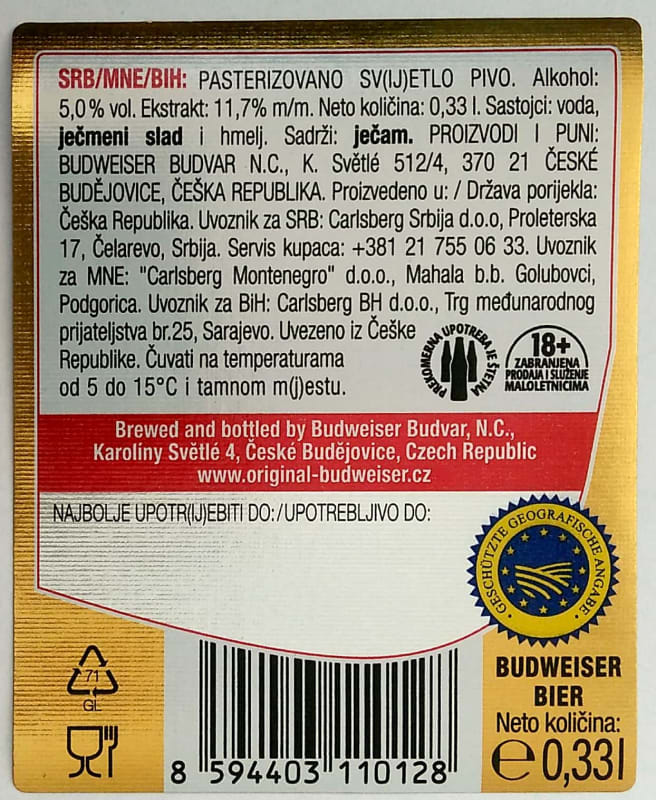 SRB/MNE/BIH: PASTERIZOVANO SV(IJ)ETLO PIVO. Alkohol:
5,0% vol. Ekstrakt: 11,7% m/m. Neto količina: 0,33 l. Sastojci: voda,
ječmeni slad i hmelj. Sadrži: ječam. PROIZVODI I PUNI:
BUDWEISER BUDVAR N.C., K. Světlé 512/4, 370 21 ČESKÉ
BUDĚJOVICE, ČEŠKA REPUBLIKA. Proizvedeno u: / Država porijekla:
Češka Republika. Uvoznik za SRB: Carlsberg Srbija d.o.o, Proleterska
17, Čelarevo, Srbija. Servis kupaca: +381 21 755 06 33. Uvoznik
za MNE: "Carlsberg Montenegro" d.o.o., Mahala b.b. Golubovci,
Podgorica. Uvoznik za BiH: Carlsberg BH d.o.o., Trg međunarodnog
prijateljstva br.25, Sarajevo. Uvezeno iz Češke
Republike. Čuvati na temperaturama
od 5 do 15°C i tamnom m(j)estu.
PREKOMERNA UPOTREBA JE ŠTETNA
18+
ZABRANJENA
PRODAJA I SLUŽENJE
MALOLETNICIMA
Brewed and bottled by Budweiser Budvar, N.C.,
Karolíny Světlé 4, České Budějovice, Czech Republic
www.original-budweiser.cz
NAJBOLJE UPOTR(IJ)EBITI DO:/UPOTREBLJIVO DO:
GESCHÜTZTE GEOGRAFISCHE ANGABE
71
GL
BUDWEISER
BIER
Neto količina:
e 0,33 l
8 594403 110128